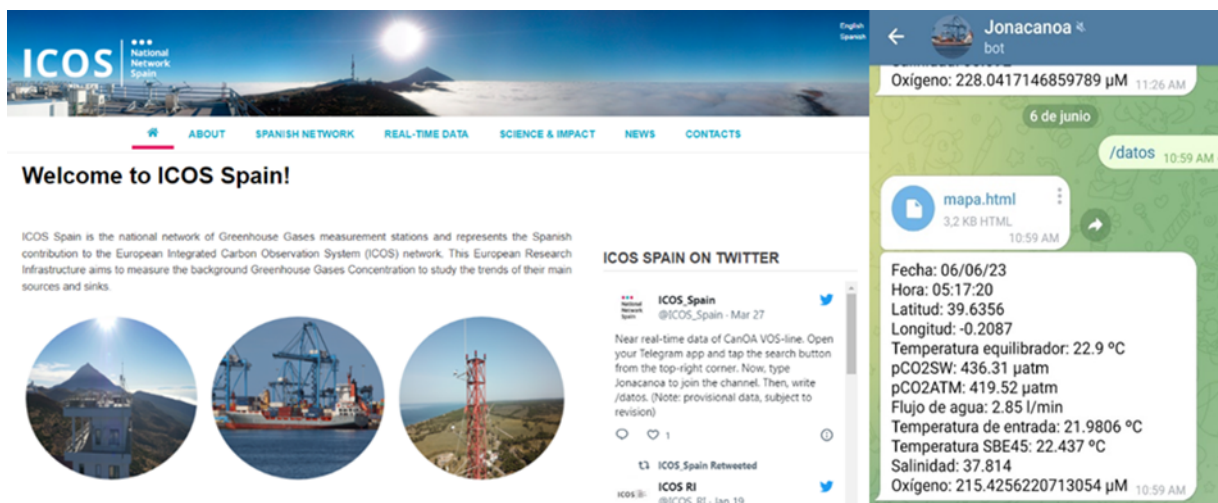 ICOS
National
Network
Spain
English
Spanish
ABOUT SPANISH NETWORK REAL-TIME DATA SCIENCE & IMPACT NEWS CONTACTS
Welcome to ICOS Spain!
ICOS Spain is the national network of Greenhouse Gases measurement stations and represents the Spanish
contribution to the European Integrated Carbon Observation System (ICOS) network. This European Research
Infrastructure aims to measure the background Greenhouse Gases Concentration to study the trends of their main
sources and sinks.
ICOS SPAIN ON TWITTER
National
Network
Spain
ICOS_Spain
@ICOS_Spain · Mar 27
Near real-time data of CanOA VOS-line. Open
your Telegram app and tap the search button
from the top-right corner. Now, type
Jonacanoa to join the channel. Then, write
/datos. (Note: provisional data, subject to
revision)
1
ICOS_Spain Retweeted
ICOS
ICOS RI
@ICOS_RI · Jan 19
Jonacanoa
bot
Oxígeno: 228.0417146859789 µM 11:26 AM
6 de junio
/datos 10:59 AM
mapa.html
3,2 KB HTML
10:59 AM
Fecha: 06/06/23
Hora: 05:17:20
Latitud: 39.6356
Longitud: -0.2087
Temperatura equilibrador: 22.9 ºC
pCO2SW: 436.31 µatm
pCO2ATM: 419.52 µatm
Flujo de agua: 2.85 l/min
Temperatura de entrada: 21.9806 ºC
Temperatura SBE45: 22.437 ºC
Salinidad: 37.814
Oxígeno: 215.4256220713054 µM 10:59 AM